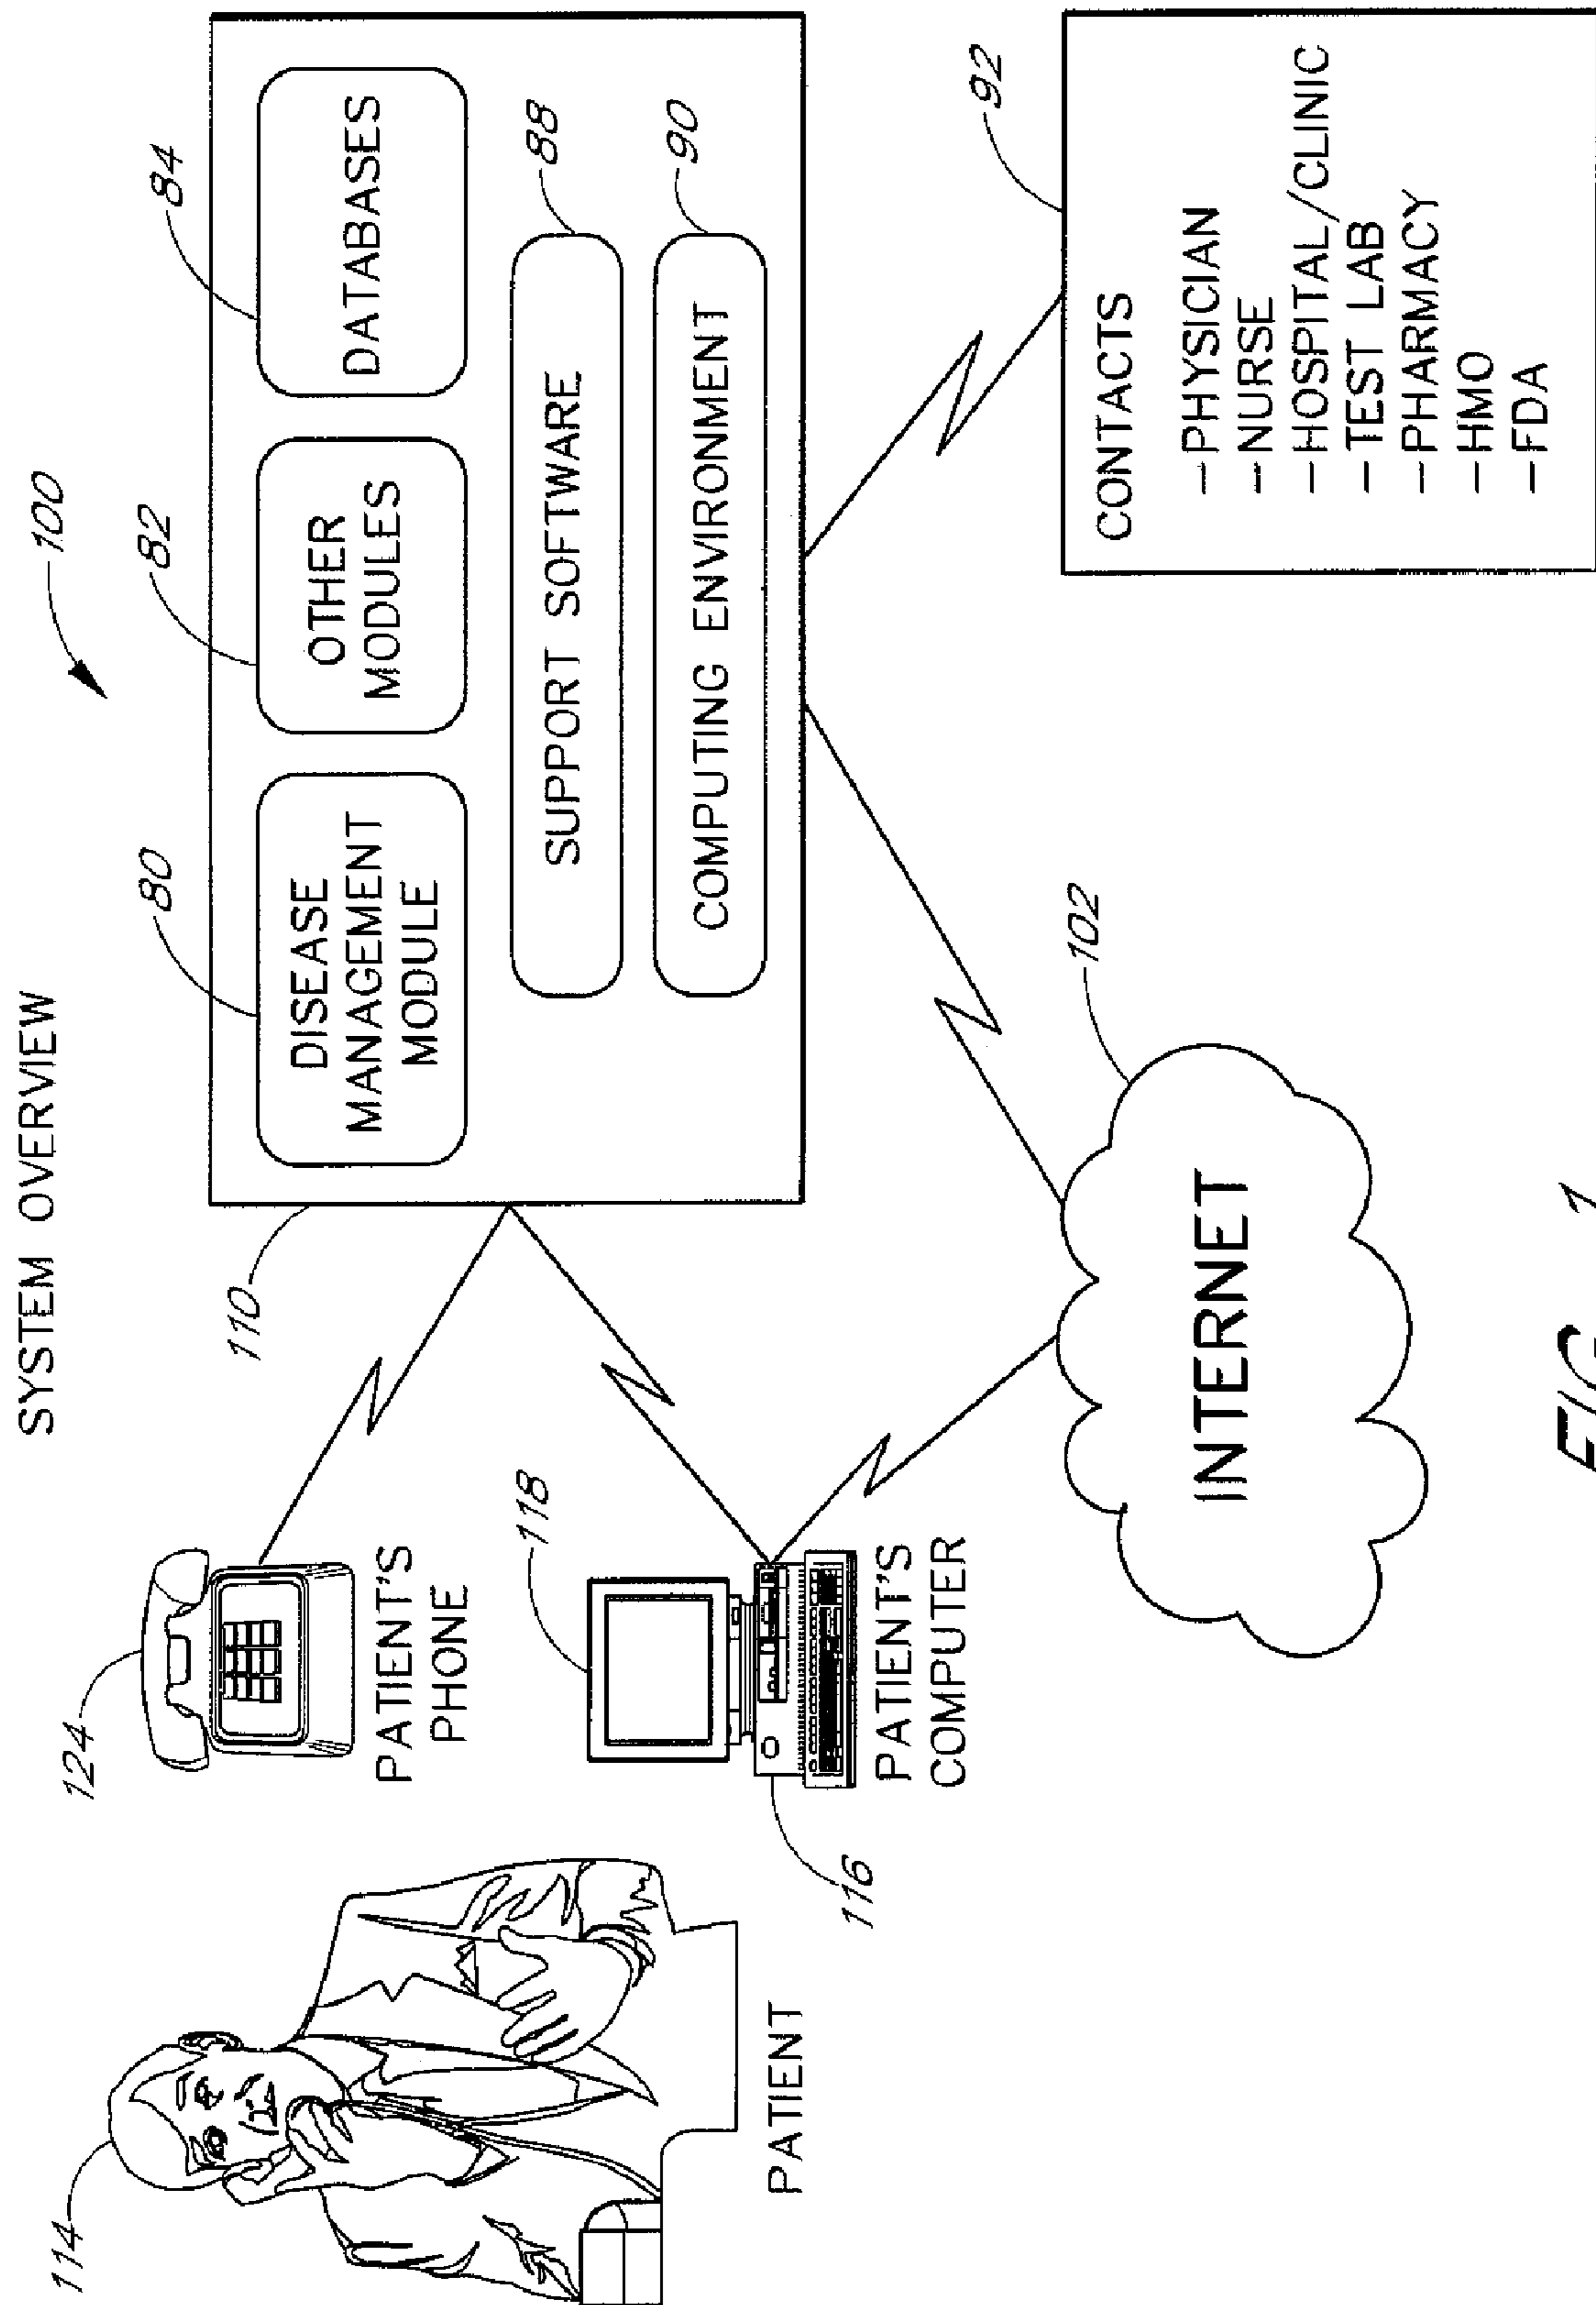 SYSTEM OVERVIEW
100
114
PATIENT
124
PATIENT'S
PHONE
118
116
PATIENT'S
COMPUTER
110
80
DISEASE
MANAGEMENT
MODULE
82
OTHER
MODULES
84
DATABASES
SUPPORT SOFTWARE
88
COMPUTING ENVIRONMENT
90
102
INTERNET
92
CONTACTS
-PHYSICIAN
-NURSE
-HOSPITAL/CLINIC
-TEST LAB
-PHARMACY
-HMO
-FDA
FIG. 1